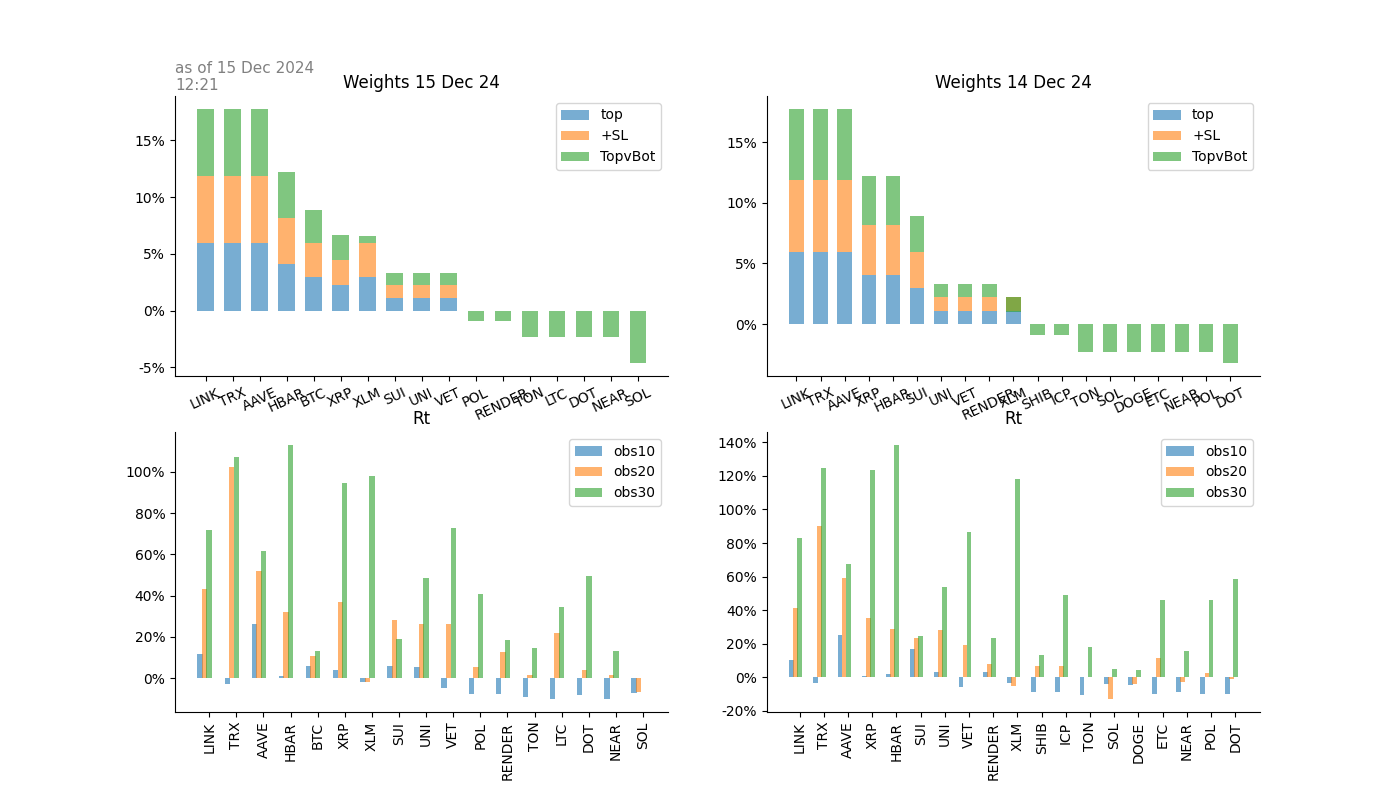 as of 15 Dec 2024
12:21
Weights 15 Dec 24
top
+SL
TopvBot
15%
10%
5%
0%
-5%
LINK TRX AAVE HBAR BTC XRP XLM SUI UNI VET POL RENDER TON LTC DOT NEAR SOL
Weights 14 Dec 24
top
+SL
TopvBot
15%
10%
5%
0%
LINK TRX AAVE XRP HBAR SUI UNI VET RENDER XLM SHIB ICP TON SOL DOGE ETC NEAR POL DOT
Rt
obs10
obs20
obs30
100%
80%
60%
40%
20%
0%
LINK TRX AAVE HBAR BTC XRP XLM SUI UNI VET POL RENDER TON LTC DOT NEAR SOL
Rt
obs10
obs20
obs30
140%
120%
100%
80%
60%
40%
20%
0%
-20%
LINK TRX AAVE XRP HBAR SUI UNI VET RENDER XLM SHIB ICP TON SOL DOGE ETC NEAR POL DOT